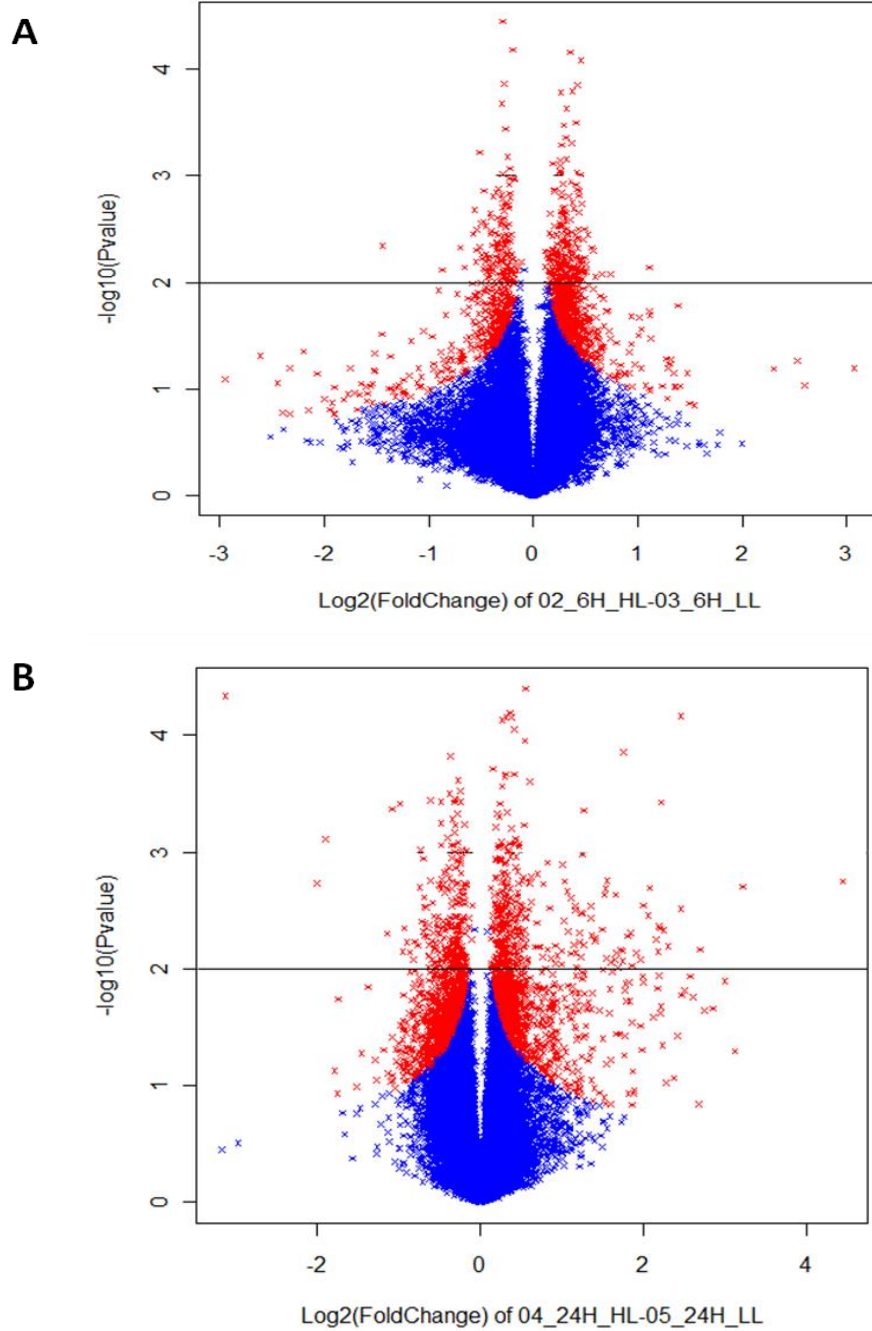 A
4
3
2
1
0
-log10(Pvalue)
-3 -2 -1 0 1 2 3
Log2(FoldChange) of 02_6H_HL-03_6H_LL
B
4
3
2
1
0
-log10(Pvalue)
-2 0 2 4
Log2(FoldChange) of 04_24H_HL-05_24H_LL